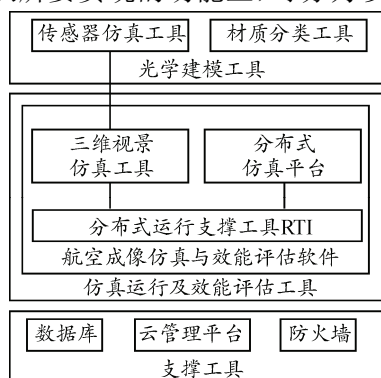 传感器仿真工具 材质分类工具
光学建模工具
三维视景 分布式
仿真工具 仿真平台
分布式运行支撑工具RTI
航空成像仿真与效能评估软件
仿真运行及效能评估工具
数据库 云管理平台 防火墙
支撑工具